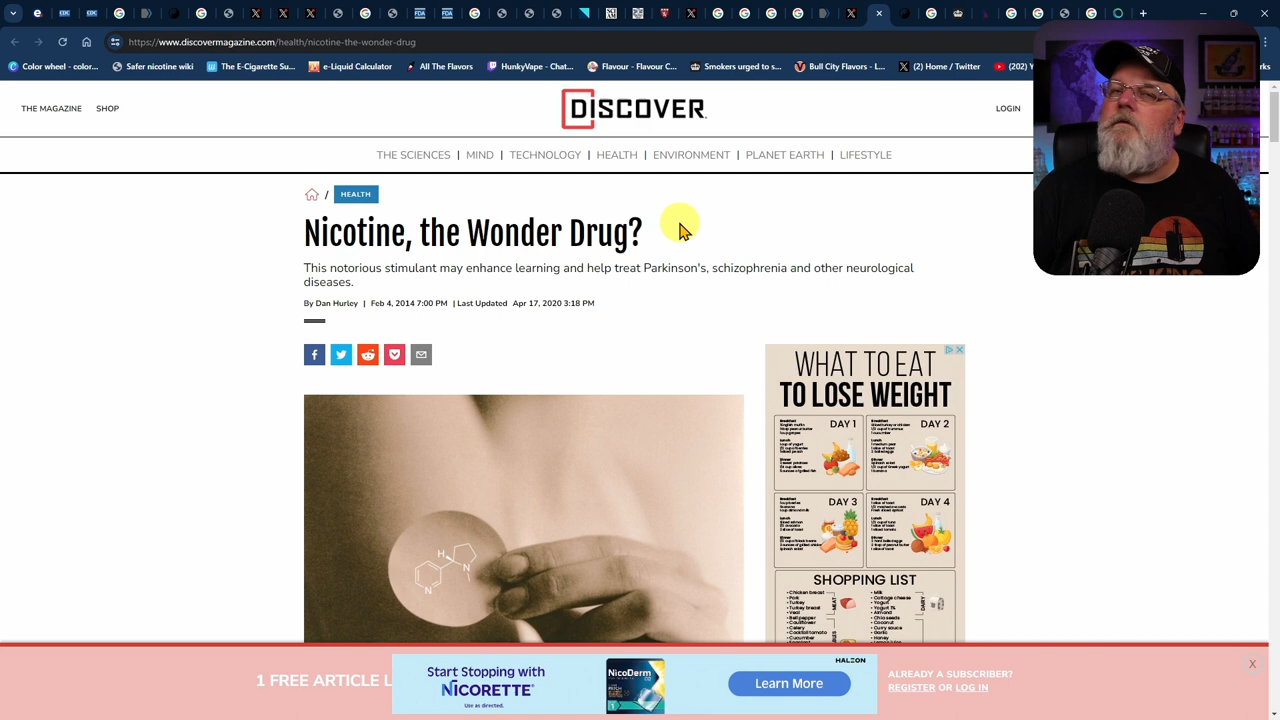 https://www.discovermagazine.com/health/nicotine-the-wonder-drug
Color wheel - color...
Safer nicotine wiki
The E-Cigarette Su...
e-Liquid Calculator
All The Flavors
HunkyVape - Chat...
Flavour – Flavour C...
Smokers urged to s...
Bull City Flavors - L...
(2) Home / Twitter
(202) Y
THE MAGAZINE SHOP
DISCOVER.
LOGIN
THE SCIENCES | MIND | TECHNOLOGY | HEALTH | ENVIRONMENT | PLANET EARTH | LIFESTYLE
/ HEALTH
Nicotine, the Wonder Drug?
This notorious stimulant may enhance learning and help treat Parkinson's, schizophrenia and other neurological
diseases.
By Dan Hurley | Feb 4, 2014 7:00 PM | Last Updated Apr 17, 2020 3:18 PM
WHAT TO EAT
TO LOSE WEIGHT
DAY 1
DAY 2
DAY 3
DAY 4
SHOPPING LIST
H
N
N
1 FREE ARTICLE L
Start Stopping with
NICORETTE
Use as directed.
NicoDerm
HALEON
Learn More
ALREADY A SUBSCRIBER?
REGISTER OR LOG IN
X